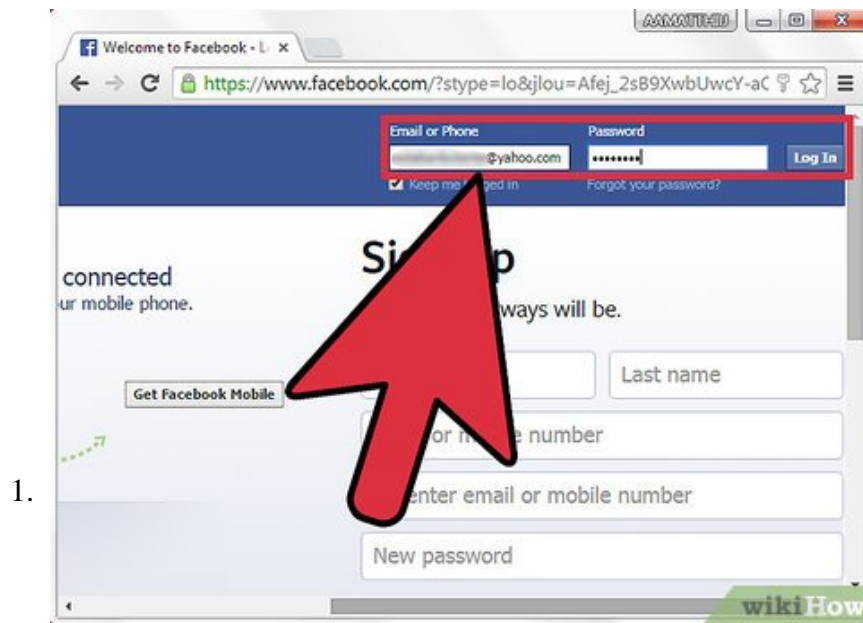 AAMATTHEU
Welcome to Facebook - L
https://www.facebook.com/?stype=lo&jlou=Afej_2sB9XwbUwcY-aC
Email or Phone Password
@yahoo.com •••••••• Log In
Keep me ged in Forgot your password?
Si p
connected
ur mobile phone.
ways will be.
Last name
Get Facebook Mobile
or m e number
enter email or mobile number
1.
New password
wikiHow